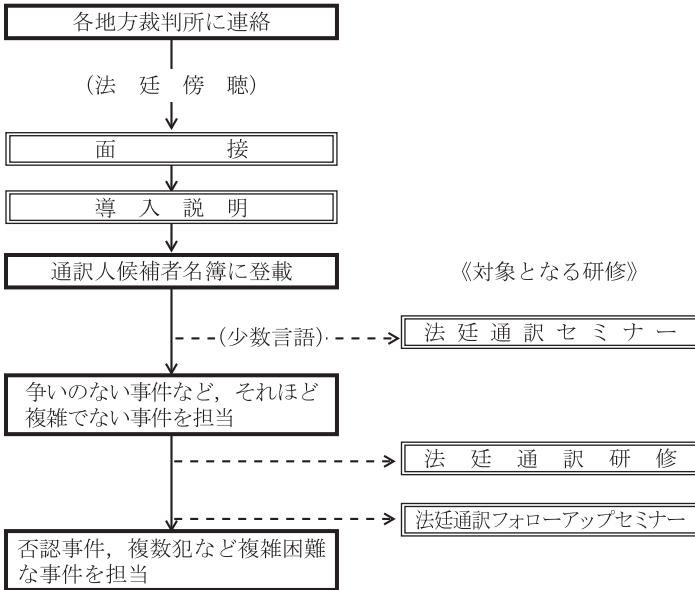 各地方裁判所に連絡
(法 廷 傍 聴)
面 接
導 入 説 明
通訳人候補者名簿に登載
《対象となる研修》
(少数言語)
法 廷 通 訳 セ ミ ナ ー
争いのない事件など，それほど
複雑でない事件を担当
法 廷 通 訳 研 修
法廷通訳フォローアップセミナー
否認事件，複数犯など複雑困難
な事件を担当